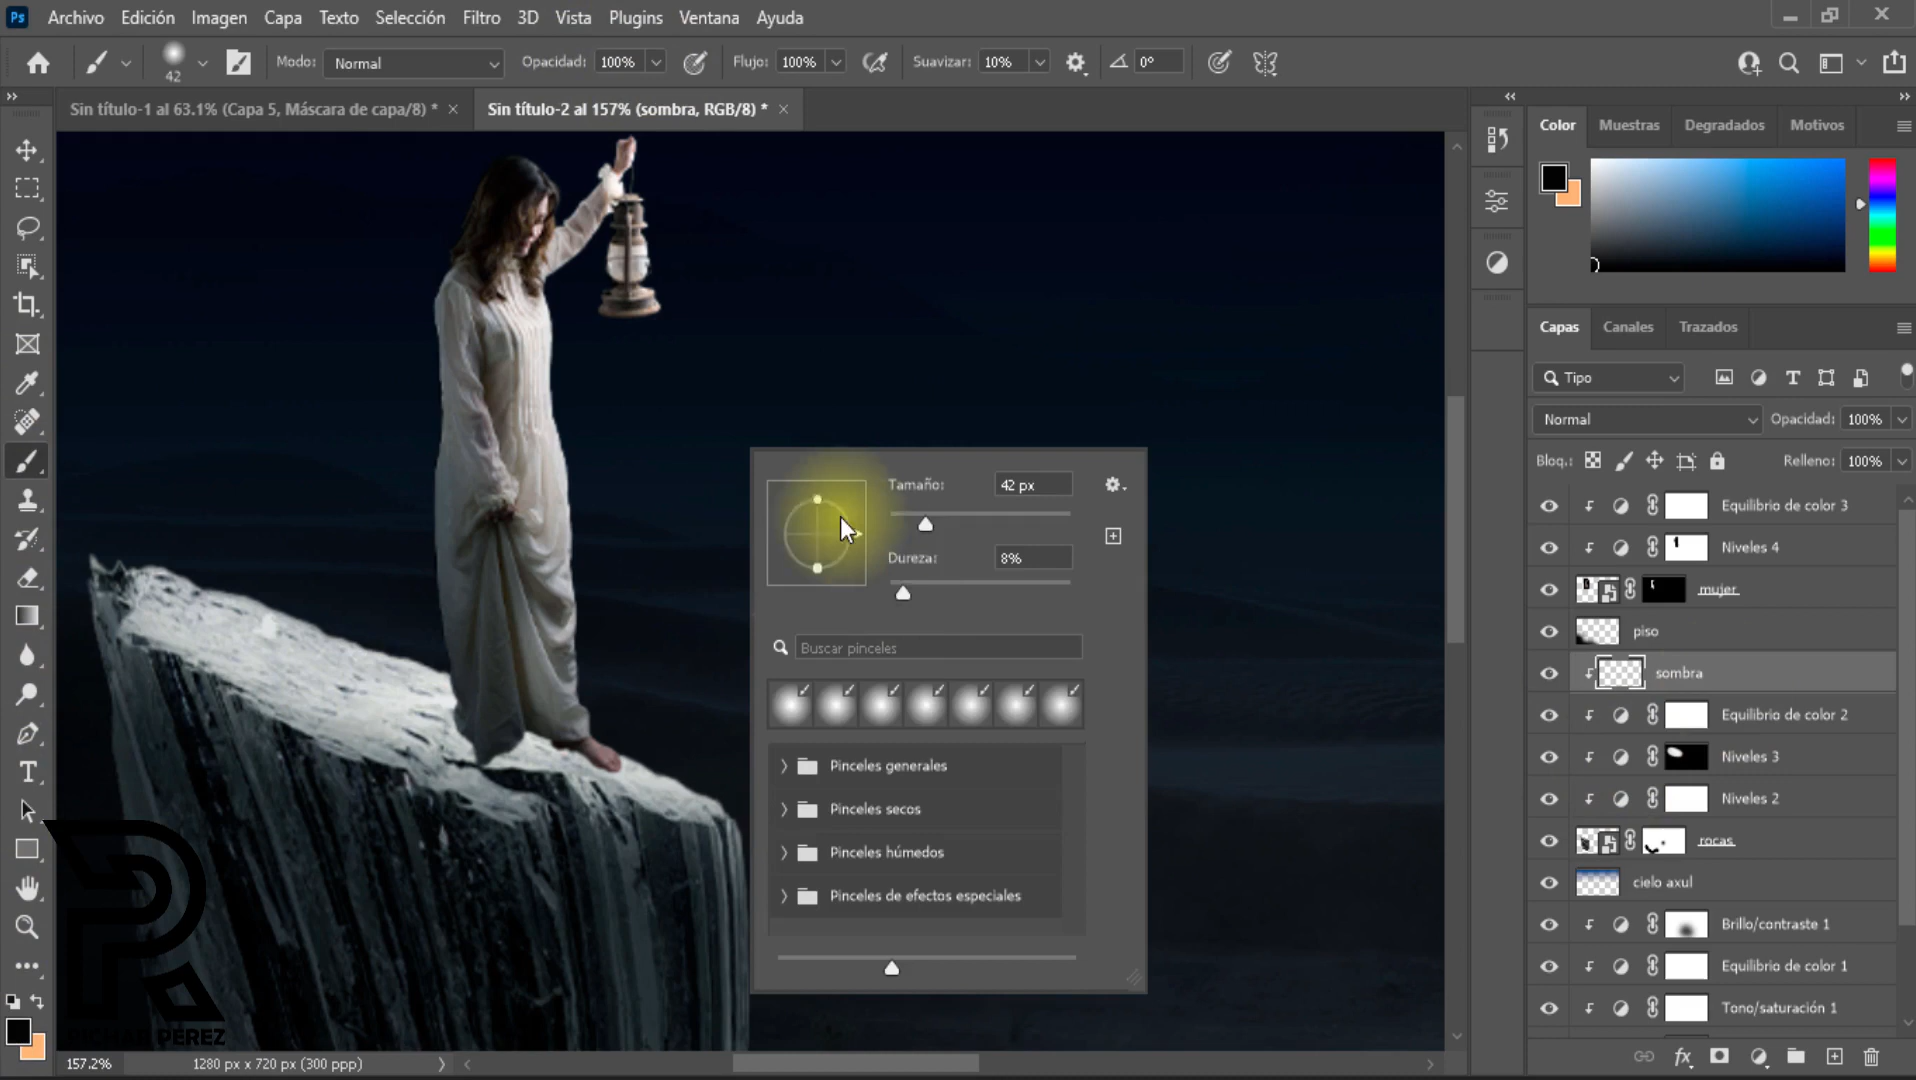 Ps Archivo Edición Imagen Capa Texto Selección Filtro 3D Vista Plugins Ventana Ayuda
42 Modo: Normal Opacidad: 100% Flujo: 100% Suavizar: 10% 0°
Sin título-1 al 63.1% (Capa 5, Máscara de capa/8) * × Sin título-2 al 157% (sombra, RGB/8) * ×
Color Muestras Degradados Motivos
Capas Canales Trazados
Tipo
Normal Opacidad: 100%
Bloq.: Relleno: 100%
Equilibrio de color 3
Niveles 4
mujer
piso
sombra
Equilibrio de color 2
Niveles 3
Niveles 2
rocas
cielo axul
Brillo/contraste 1
Equilibrio de color 1
Tono/saturación 1
Tamaño: 42 px
Dureza: 8%
Buscar pinceles
Pinceles generales
Pinceles secos
Pinceles húmedos
Pinceles de efectos especiales
RICHAR PEREZ
157.2% 1280 px x 720 px (300 ppp)